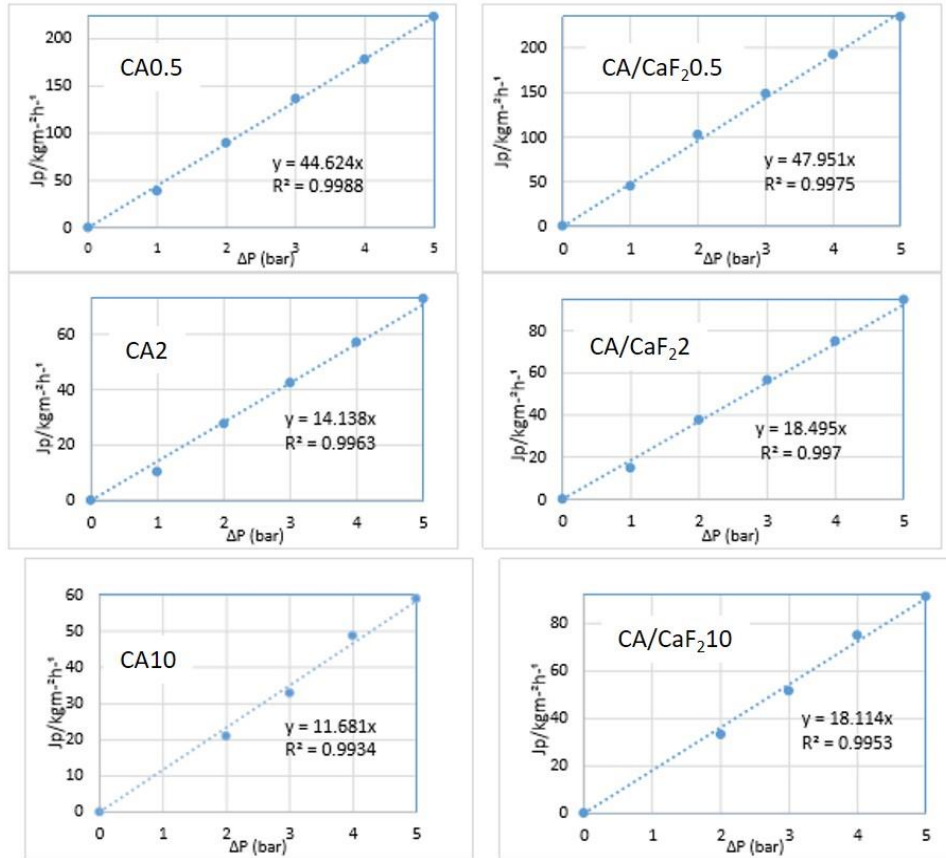 CA0.5
Jp/kgm-²h-¹
200
150
100
50
0
y = 44.624x
R² = 0.9988
0 1 2 3 4 5
ΔP (bar)
CA/CaF₂0.5
Jp/kgm-²h-¹
200
150
100
50
0
y = 47.951x
R² = 0.9975
0 1 2 3 4 5
ΔP (bar)
CA2
Jp/kgm-²h-¹
60
40
20
0
y = 14.138x
R² = 0.9963
0 1 2 3 4 5
ΔP (bar)
CA/CaF₂2
Jp/kgm-²h-¹
80
60
40
20
0
y = 18.495x
R² = 0.997
0 1 2 3 4 5
ΔP (bar)
CA10
Jp/kgm-²h-¹
60
50
40
30
20
10
0
y = 11.681x
R² = 0.9934
0 1 2 3 4 5
ΔP (bar)
CA/CaF₂10
Jp/kgm-²h-¹
80
60
40
20
0
y = 18.114x
R² = 0.9953
0 1 2 3 4 5
ΔP (bar)